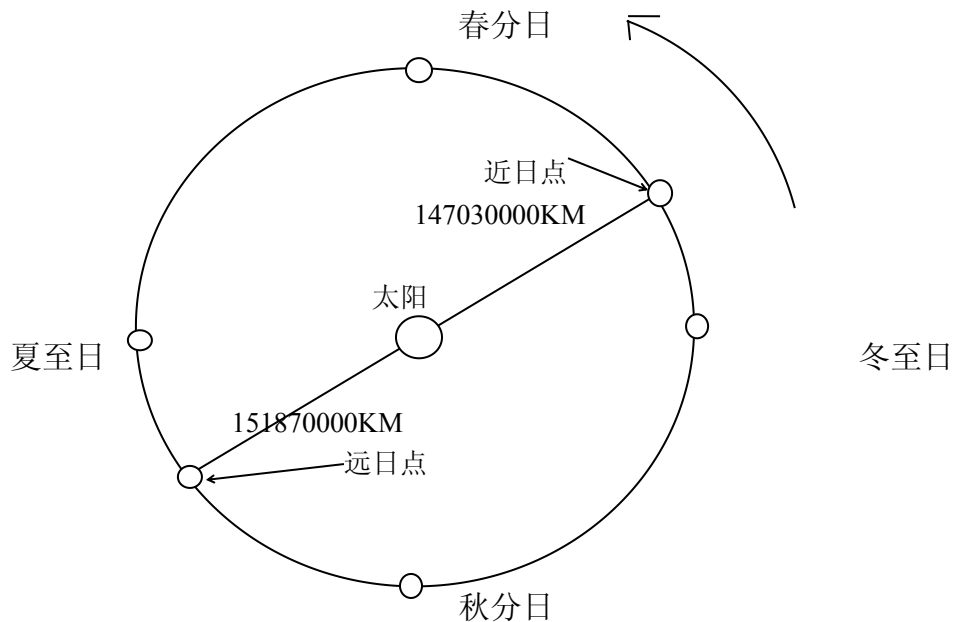 春分日
近日点
147030000KM
太阳
夏至日
冬至日
151870000KM
远日点
秋分日